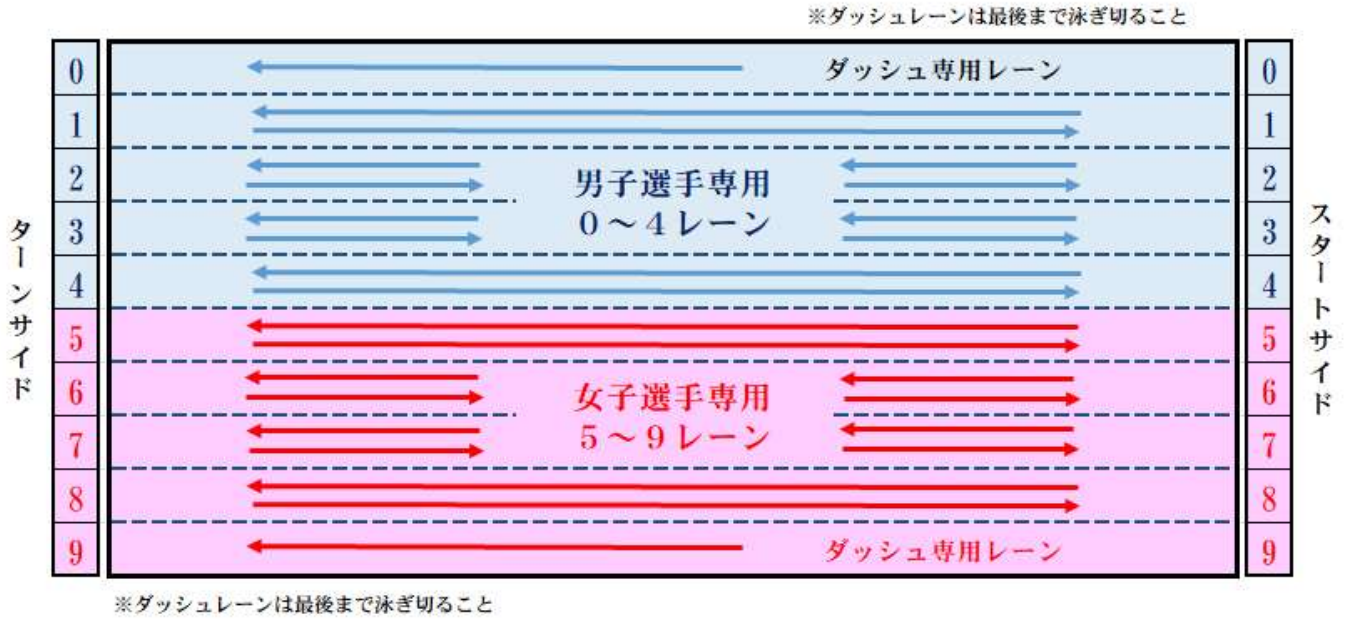 ※ダッシュレーンは最後まで泳ぎ切ること
0 ダッシュ専用レーン 0
1 1
2 男子選手専用 2
3 0～4レーン 3
4 4
ターンサイド
スタートサイド
5 5
6 女子選手専用 6
7 5～9レーン 7
8 8
9 ダッシュ専用レーン 9
※ダッシュレーンは最後まで泳ぎ切ること